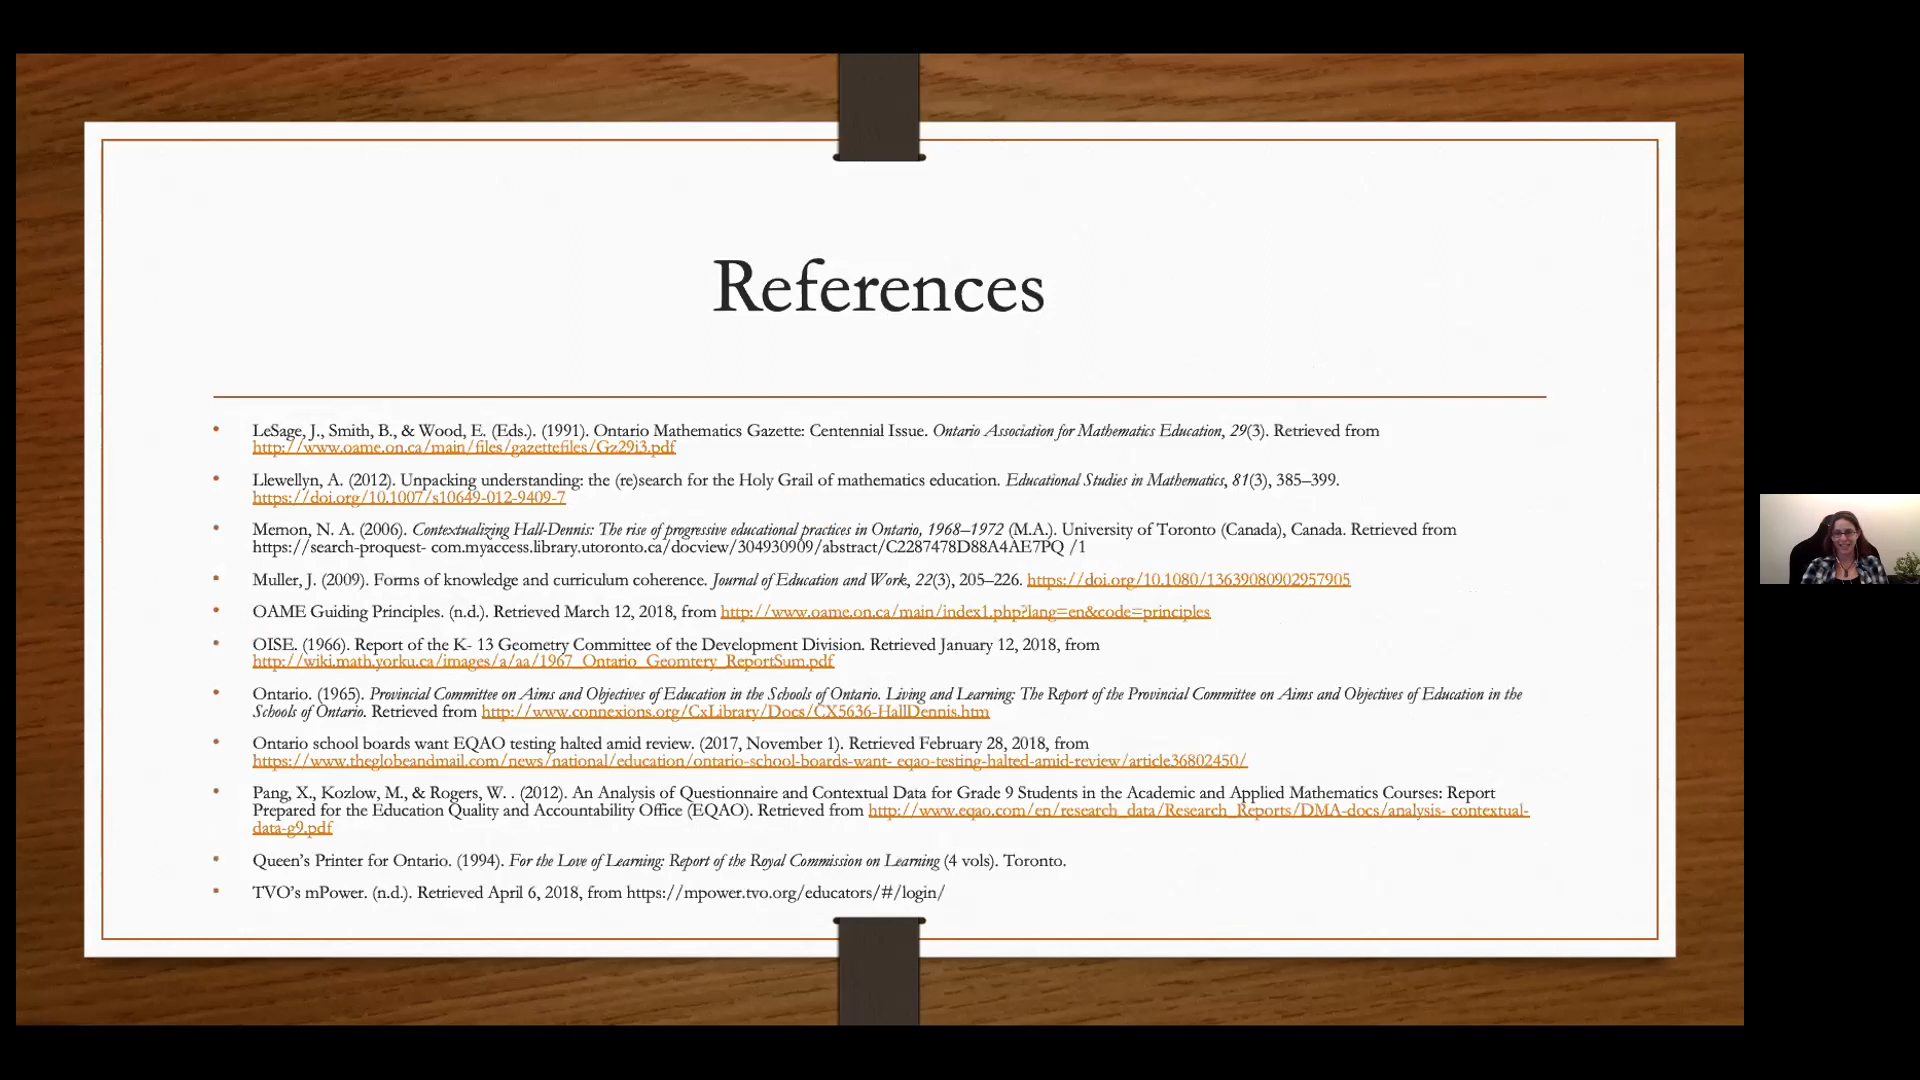 References
• LeSage, J., Smith, B., & Wood, E. (Eds.). (1991). Ontario Mathematics Gazette: Centennial Issue. Ontario Association for Mathematics Education, 29(3). Retrieved from
http://www.oame.on.ca/main/files/gazettefiles/Gz29i3.pdf
• Llewellyn, A. (2012). Unpacking understanding: the (re)search for the Holy Grail of mathematics education. Educational Studies in Mathematics, 81(3), 385–399.
https://doi.org/10.1007/s10649-012-9409-7
• Memon, N. A. (2006). Contextualizing Hall-Dennis: The rise of progressive educational practices in Ontario, 1968–1972 (M.A.). University of Toronto (Canada), Canada. Retrieved from
https://search-proquest- com.myaccess.library.utoronto.ca/docview/304930909/abstract/C2287478D88A4AE7PQ /1
• Muller, J. (2009). Forms of knowledge and curriculum coherence. Journal of Education and Work, 22(3), 205–226. https://doi.org/10.1080/13639080902957905
• OAME Guiding Principles. (n.d.). Retrieved March 12, 2018, from http://www.oame.on.ca/main/index1.php?lang=en&code=principles
• OISE. (1966). Report of the K- 13 Geometry Committee of the Development Division. Retrieved January 12, 2018, from
http://wiki.math.yorku.ca/images/a/aa/1967_Ontario_Geomtery_ReportSum.pdf
• Ontario. (1965). Provincial Committee on Aims and Objectives of Education in the Schools of Ontario. Living and Learning: The Report of the Provincial Committee on Aims and Objectives of Education in the
Schools of Ontario. Retrieved from http://www.connexions.org/CxLibrary/Docs/CX5636-HallDennis.htm
• Ontario school boards want EQAO testing halted amid review. (2017, November 1). Retrieved February 28, 2018, from
https://www.theglobeandmail.com/news/national/education/ontario-school-boards-want- eqao-testing-halted-amid-review/article36802450/
• Pang, X., Kozlow, M., & Rogers, W. . (2012). An Analysis of Questionnaire and Contextual Data for Grade 9 Students in the Academic and Applied Mathematics Courses: Report
Prepared for the Education Quality and Accountability Office (EQAO). Retrieved from http://www.eqao.com/en/research_data/Research_Reports/DMA-docs/analysis- contextual-
data-g9.pdf
• Queen's Printer for Ontario. (1994). For the Love of Learning: Report of the Royal Commission on Learning (4 vols). Toronto.
• TVO's mPower. (n.d.). Retrieved April 6, 2018, from https://mpower.tvo.org/educators/#/login/